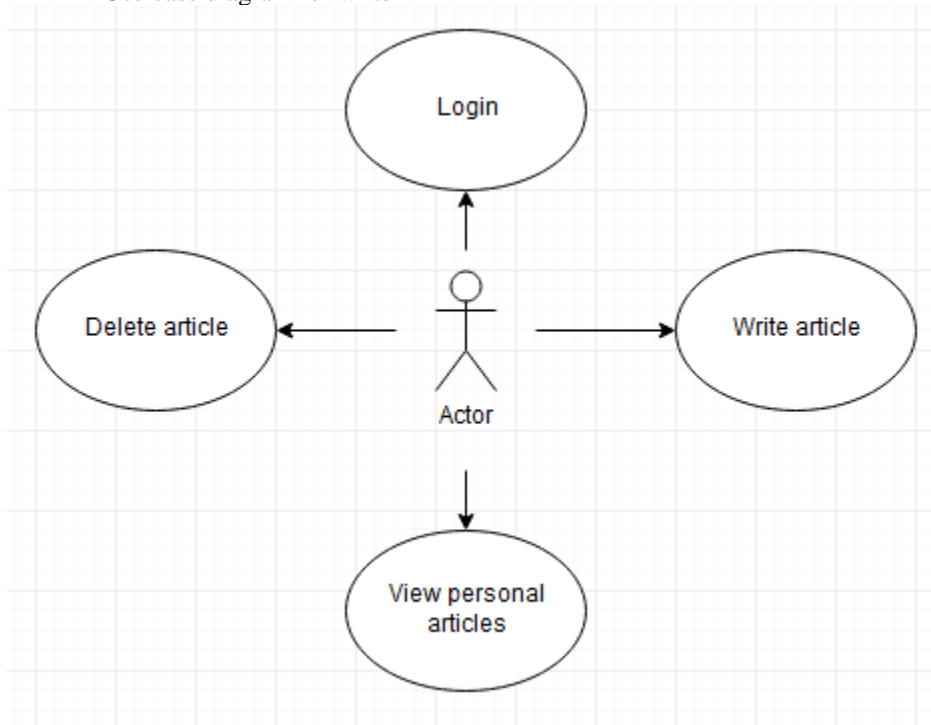 Login
Delete article
Write article
Actor
View personal
articles